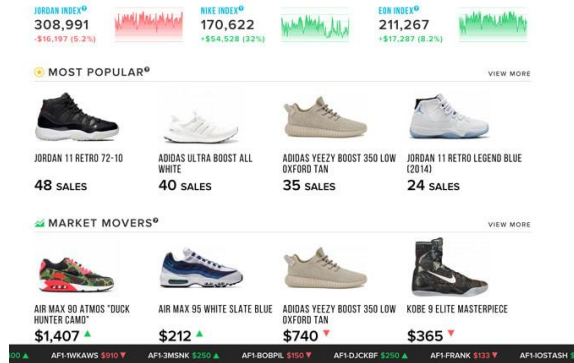 JORDAN INDEX?
308,991
-$16,197 (5.2%)
NIKE INDEX?
170,622
+$54,528 (32%)
EON INDEX?
211,267
+$17,287 (8.2%)
MOST POPULAR?
VIEW MORE
JORDAN 11 RETRO 72-10
48 SALES
ADIDAS ULTRA BOOST ALL
WHITE
40 SALES
ADIDAS YEEZY BOOST 350 LOW
OXFORD TAN
35 SALES
JORDAN 11 RETRO LEGEND BLUE
(2014)
24 SALES
MARKET MOVERS?
VIEW MORE
AIR MAX 90 ATMOS "DUCK
HUNTER CAMO"
$1,407 ▲
AIR MAX 95 WHITE SLATE BLUE
$212 ▲
ADIDAS YEEZY BOOST 350 LOW
OXFORD TAN
$740 ▼
KOBE 9 ELITE MASTERPIECE
$365 ▼
00 ▲ AF1-1WKAWS $910 ▼ AF1-3MSNK $250 ▲ AF1-BOBPIL $150 ▼ AF1-DJCKBF $250 ▲ AF1-FRANK $133 ▼ AF1-IOSTASH $